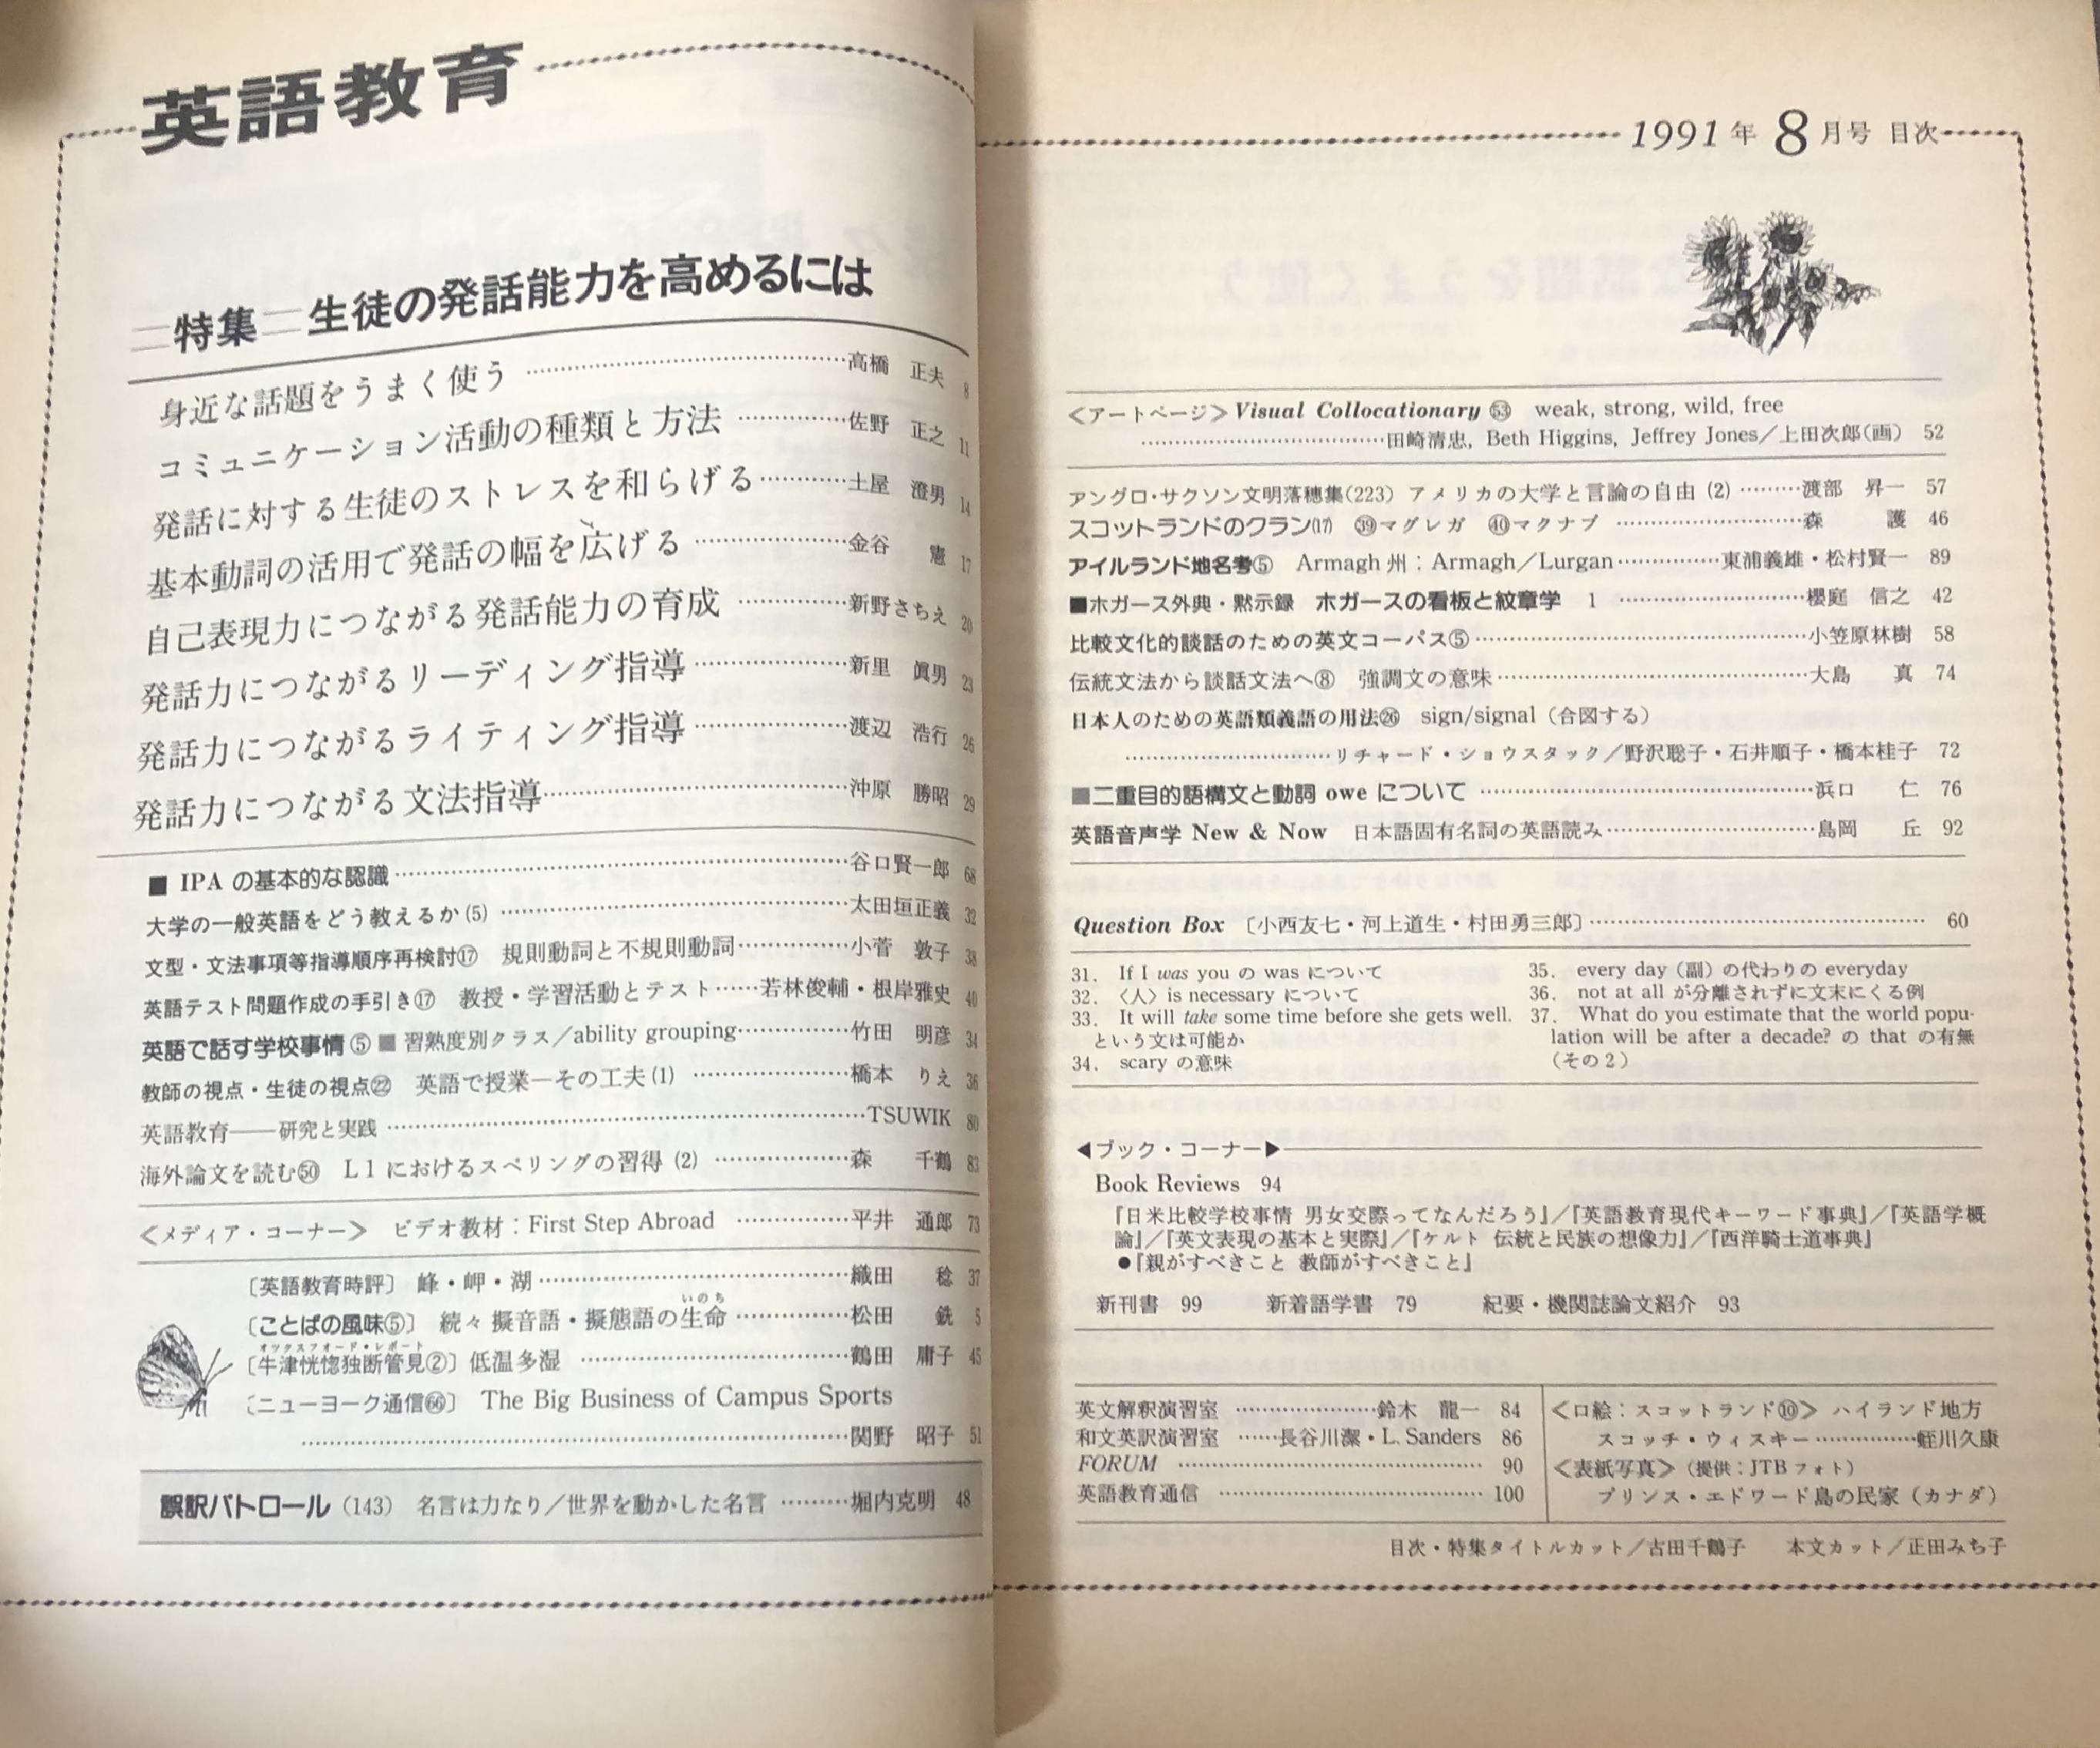 英語教育
特集 生徒の発話能力を高めるには
身近な話題をうまく使う ……高橋 正夫 8
コミュニケーション活動の種類と方法 ……佐野 正之 11
発話に対する生徒のストレスを和らげる……土屋 澄男 14
基本動詞の活用で発話の幅を広げる ……金谷 憲 17
自己表現力につながる発話能力の育成 ……新野さちえ 20
発話力につながるリーディング指導 ……新里 眞男 23
発話力につながるライティング指導 ……渡辺 浩行 26
発話力につながる文法指導……沖原 勝昭 29
■ IPA の基本的な認識……谷口賢一郎 68
大学の一般英語をどう教えるか(5) ……太田垣正義 32
文型・文法事項等指導順序再検討⑰ 規則動詞と不規則動詞……小菅 敦子 38
英語テスト問題作成の手引き⑰ 教授・学習活動とテスト……若林俊輔・根岸雅史 40
英語で話す学校事情⑤■習熟度別クラス／ability grouping……竹田 明彦 34
教師の視点・生徒の視点㉒ 英語で授業―その工夫(1) ……橋本 りえ 36
英語教育――研究と実践 ……TSUWIK 80
海外論文を読む㊿ L1におけるスペリングの習得 (2) ……森 千鶴 83
＜メディア・コーナー＞ ビデオ教材：First Step Abroad ……平井 通郎 73
〔英語教育時評〕 峰・岬・湖……織田 稔 37
いのち
〔ことばの風味⑤〕 続々 擬音語・擬態語の生命 ……松田 銑 5
オックスフォード・レポート
〔牛津恍惚独断管見②〕低温多湿 ……鶴田 庸子 45
〔ニューヨーク通信66〕 The Big Business of Campus Sports
……関野 昭子 51
誤訳パトロール (143) 名言は力なり／世界を動かした名言 ……堀内克明 48
1991年 8月号 目次
＜アートページ＞Visual Collocationary 53 weak, strong, wild, free
……田崎清忠, Beth Higgins, Jeffrey Jones／上田次郎(画) 52
アングロ・サクソン文明落穂集(223) アメリカの大学と言論の自由 (2) ……渡部 昇一 57
スコットランドのクラン(17) ㊴マグレガ ㊵マクナブ ……森 護 46
アイルランド地名考⑤ Armagh 州：Armagh／Lurgan……東浦義雄・松村賢一 89
■ホガース外典・黙示録 ホガースの看板と紋章学 1 ……櫻庭 信之 42
比較文化的談話のための英文コーパス⑤……小笠原林樹 58
伝統文法から談話文法へ⑧ 強調文の意味……大島 真 74
日本人のための英語類義語の用法㉖ sign/signal（合図する）
……リチャード・ショウスタック／野沢聡子・石井順子・橋本桂子 72
■二重目的語構文と動詞 owe について ……浜口 仁 76
英語音声学 New & Now 日本語固有名詞の英語読み……島岡 丘 92
Question Box 〔小西友七・河上道生・村田勇三郎〕…… 60
31. If I was you の was について
32. 〈人〉is necessary について
33. It will take some time before she gets well.
という文は可能か
34. scary の意味
35. every day（副）の代わりの everyday
36. not at all が分離されずに文末にくる例
37. What do you estimate that the world popu-
lation will be after a decade? の that の有無
（その2）
◀ブック・コーナー▶
Book Reviews 94
『日米比較学校事情 男女交際ってなんだろう』／『英語教育現代キーワード事典』／『英語学概
論』／『英文表現の基本と実際』／『ケルト 伝統と民族の想像力』／『西洋騎士道事典』
●『親がすべきこと 教師がすべきこと』
新刊書 99 新着語学書 79 紀要・機関誌論文紹介 93
英文解釈演習室 ……鈴木 龍一 84
和文英訳演習室 ……長谷川潔・L. Sanders 86
FORUM …… 90
英語教育通信 …… 100
＜口絵：スコットランド⑩＞ ハイランド地方
スコッチ・ウィスキー……蛭川久康
＜表紙写真＞（提供：JTBフォト）
プリンス・エドワード島の民家（カナダ）
目次・特集タイトルカット／古田千鶴子 本文カット／正田みち子